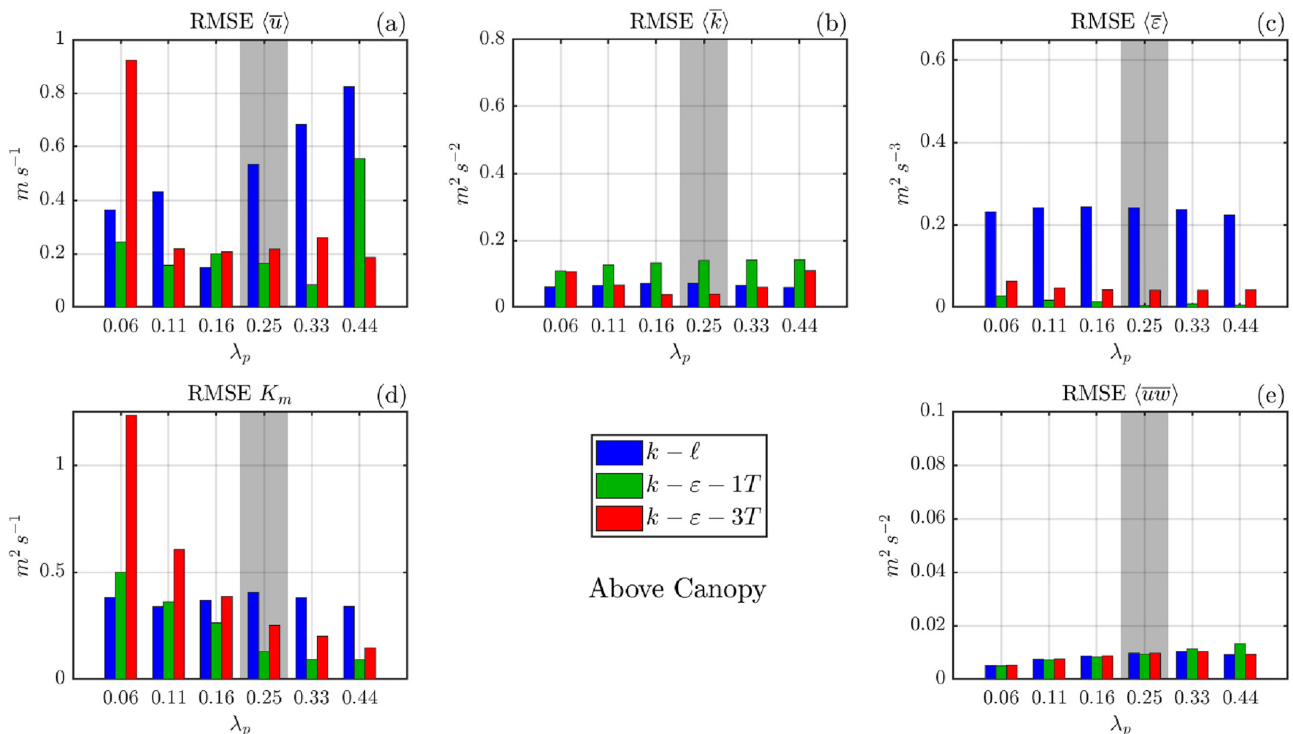 RMSE ⟨u̅⟩ (a)
1
0.8
0.6
0.4
0.2
0
m s⁻¹
0.06 0.11 0.16 0.25 0.33 0.44
λₚ
RMSE ⟨k̅⟩ (b)
0.8
0.6
0.4
0.2
0
m² s⁻²
0.06 0.11 0.16 0.25 0.33 0.44
λₚ
RMSE ⟨ε̅⟩ (c)
0.6
0.4
0.2
0
m² s⁻³
0.06 0.11 0.16 0.25 0.33 0.44
λₚ
RMSE Kₘ (d)
1
0.5
0
m² s⁻¹
0.06 0.11 0.16 0.25 0.33 0.44
λₚ
k − ℓ
k − ε − 1T
k − ε − 3T
Above Canopy
RMSE ⟨u̅w̅⟩ (e)
0.1
0.08
0.06
0.04
0.02
0
m² s⁻²
0.06 0.11 0.16 0.25 0.33 0.44
λₚ